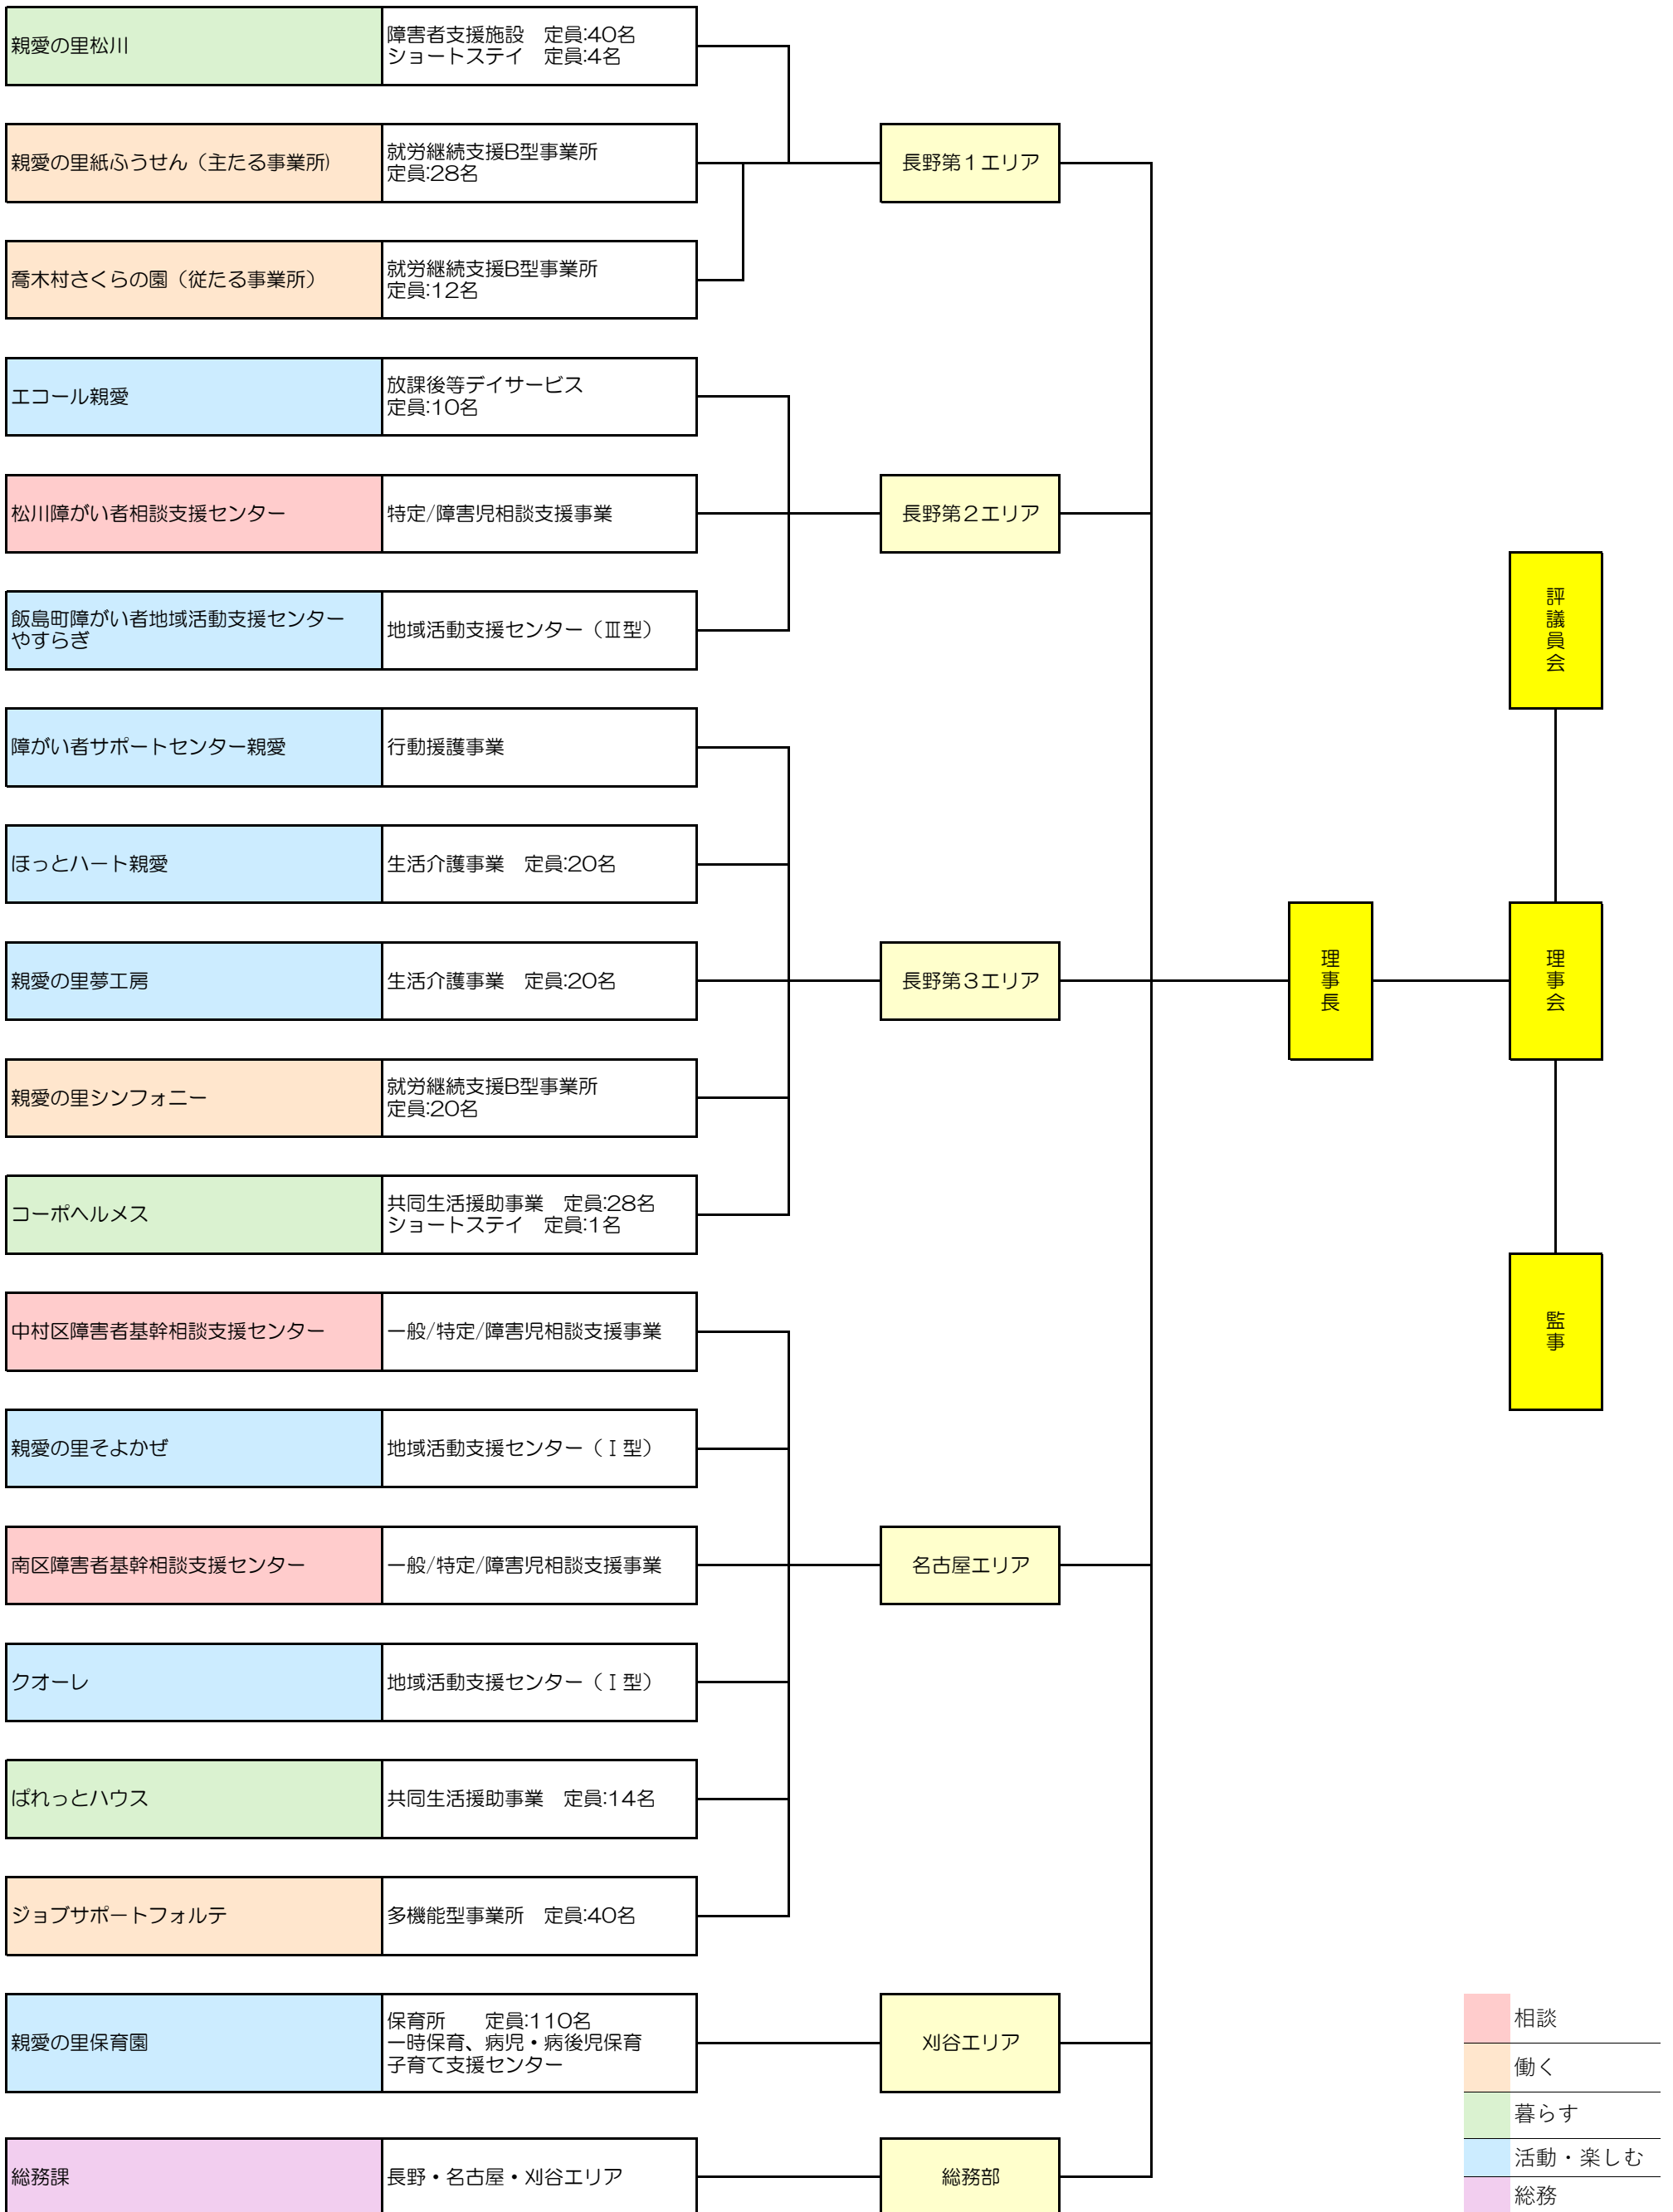 親愛の里松川
障害者支援施設　定員:40名
ショートステイ　定員:4名
親愛の里紙ふうせん（主たる事業所)
就労継続支援B型事業所
定員:28名
長野第１エリア
喬木村さくらの園（従たる事業所）
就労継続支援B型事業所
定員:12名
エコール親愛
放課後等デイサービス
定員:10名
松川障がい者相談支援センター
特定/障害児相談支援事業
長野第２エリア
飯島町障がい者地域活動支援センター
やすらぎ
地域活動支援センター（Ⅲ型）
評議員会
障がい者サポートセンター親愛
行動援護事業
ほっとハート親愛
生活介護事業　定員:20名
親愛の里夢工房
生活介護事業　定員:20名
長野第３エリア
理事長
理事会
親愛の里シンフォニー
就労継続支援B型事業所
定員:20名
コーポヘルメス
共同生活援助事業　定員:28名
ショートステイ　定員:1名
中村区障害者基幹相談支援センター
一般/特定/障害児相談支援事業
監事
親愛の里そよかぜ
地域活動支援センター（Ⅰ型）
南区障害者基幹相談支援センター
一般/特定/障害児相談支援事業
名古屋エリア
クオーレ
地域活動支援センター（Ⅰ型）
ぱれっとハウス
共同生活援助事業　定員:14名
ジョブサポートフォルテ
多機能型事業所　定員:40名
親愛の里保育園
保育所　　定員:110名
一時保育、病児・病後児保育
子育て支援センター
刈谷エリア
総務課
長野・名古屋・刈谷エリア
総務部
相談
働く
暮らす
活動・楽しむ
総務